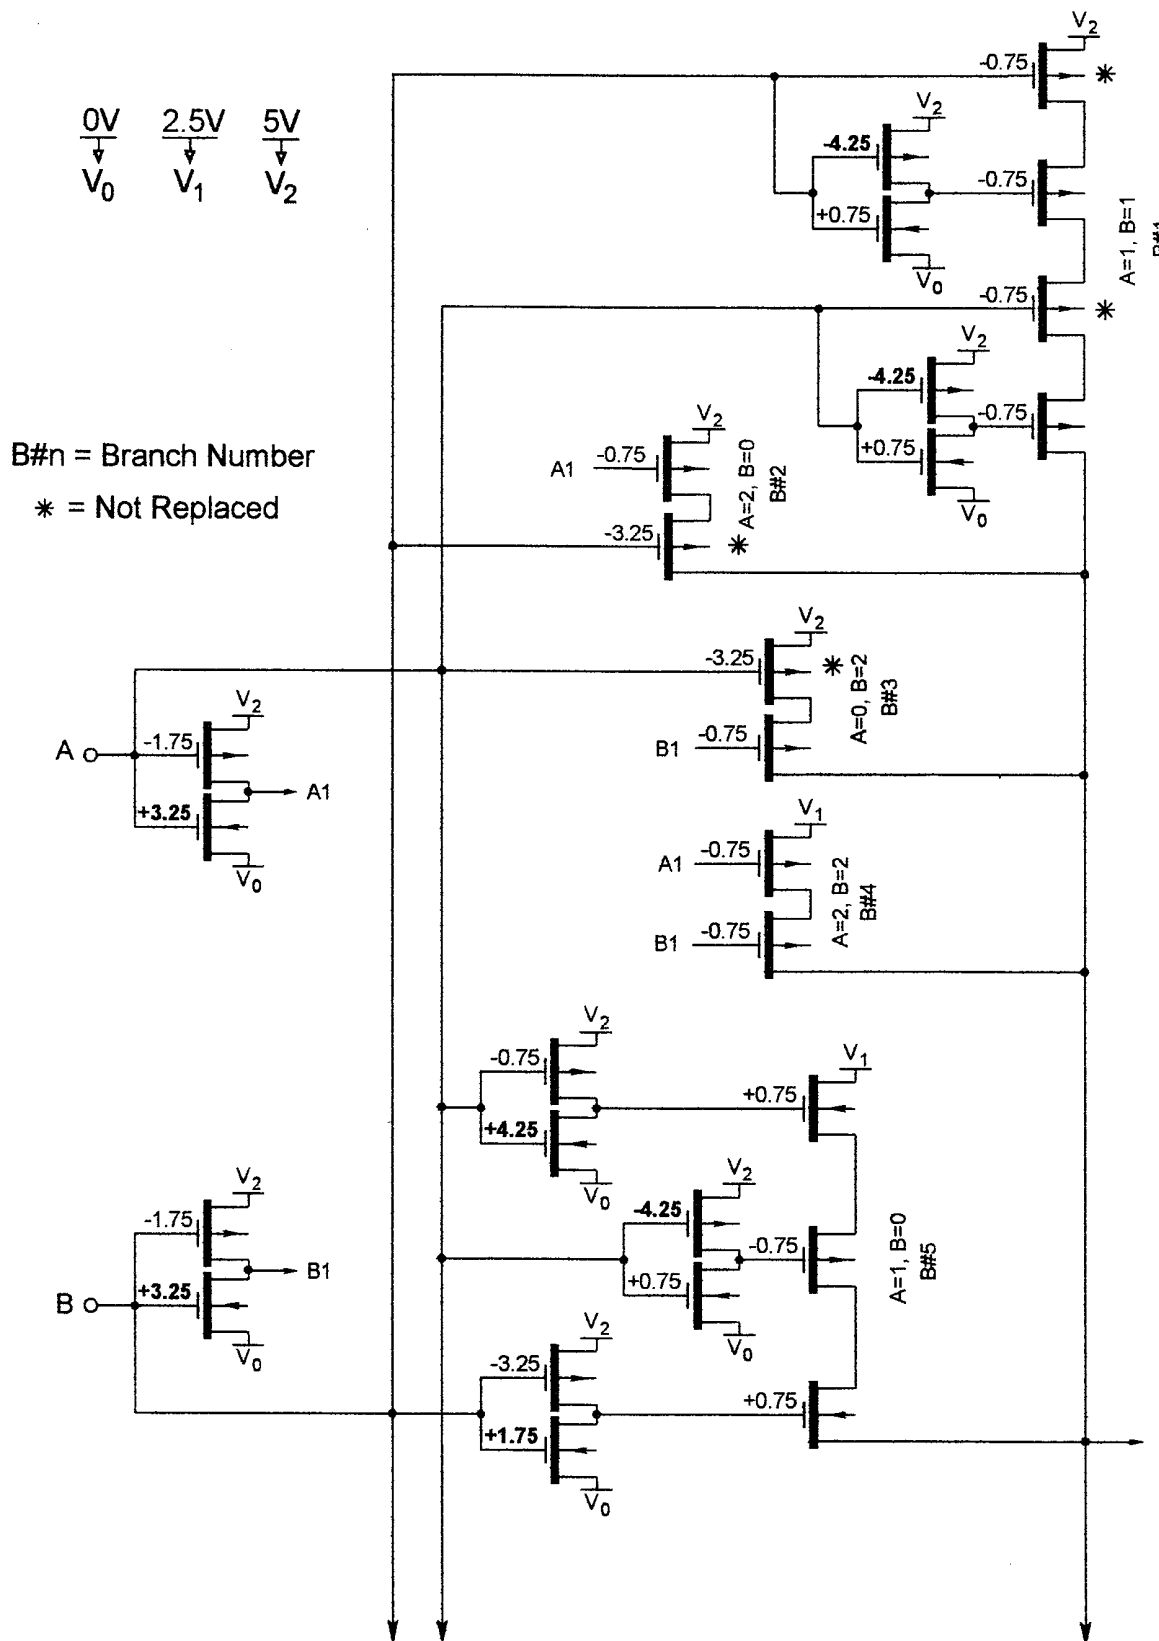 V2
-0.75
*
0V 2.5V 5V
V0 V1 V2
V2
-4.25
-0.75
+0.75
V0
A=1, B=1
B#1
-0.75
*
V2
-4.25
-0.75
+0.75
V0
B#n = Branch Number
* = Not Replaced
V2
A1 -0.75
-3.25
*
A=2, B=0
B#2
V2
-3.25
*
B1 -0.75
A=0, B=2
B#3
V2
A
-1.75
A1
+3.25
V0
V1
A1 -0.75
B1 -0.75
A=2, B=2
B#4
V2
-0.75
+4.25
V0
V1
+0.75
V2
-4.25
+0.75
V0
-0.75
A=1, B=0
B#5
V2
-1.75
B1
B
+3.25
V0
V2
-3.25
+1.75
V0
+0.75